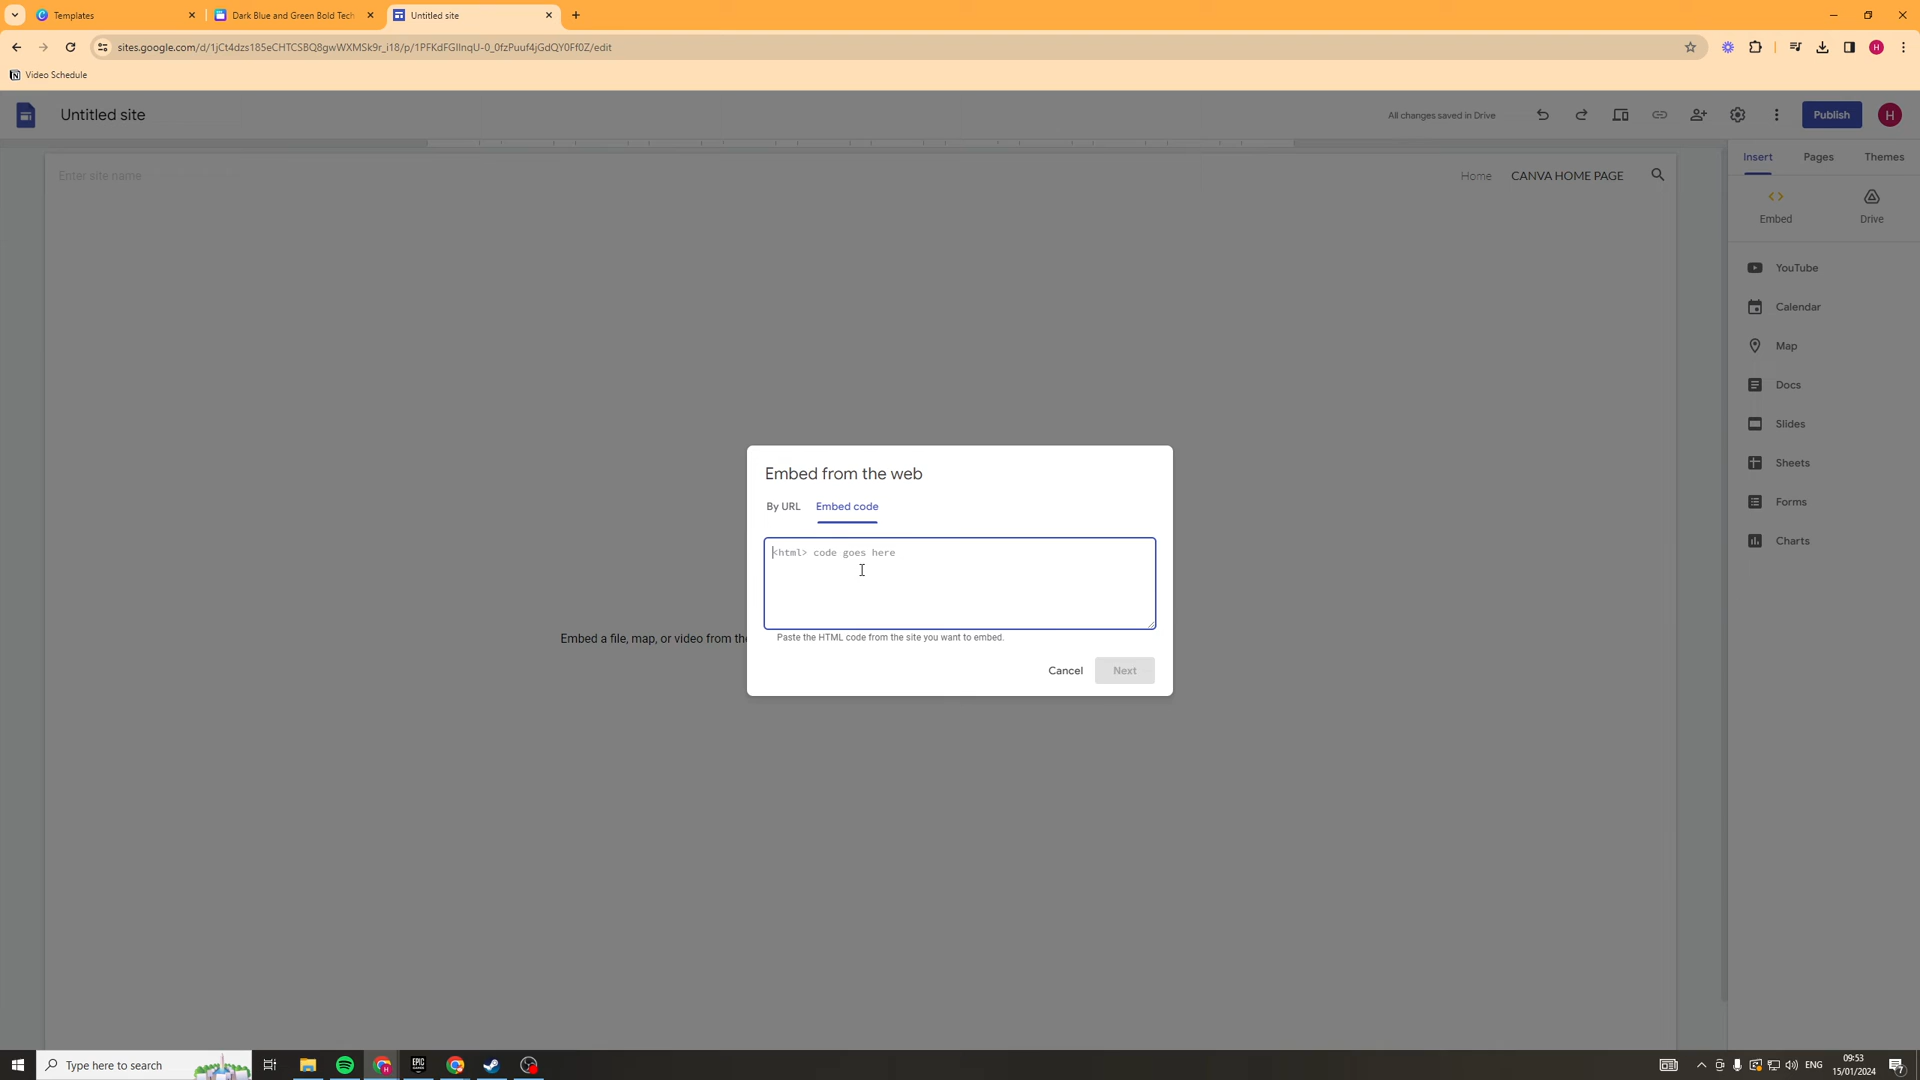 Templates
Dark Blue and Green Bold Tech
Untitled site
sites.google.com/d/1jCt4dzs185eCHTCSBQ8gwWXMSk9r_i18/p/1PFKdFGlInqU-0_0fzPuuf4jGdQY0Ff0Z/edit
Video Schedule
Untitled site
All changes saved in Drive
Publish
H
Enter site name
Home
CANVA HOME PAGE
Insert
Pages
Themes
Embed
Drive
YouTube
Calendar
Map
Docs
Slides
Sheets
Forms
Charts
Embed from the web
By URL
Embed code
<html> code goes here
Paste the HTML code from the site you want to embed.
Embed a file, map, or video from the
Cancel
Next
Type here to search
EPIC
ENG
09:53
15/01/2024